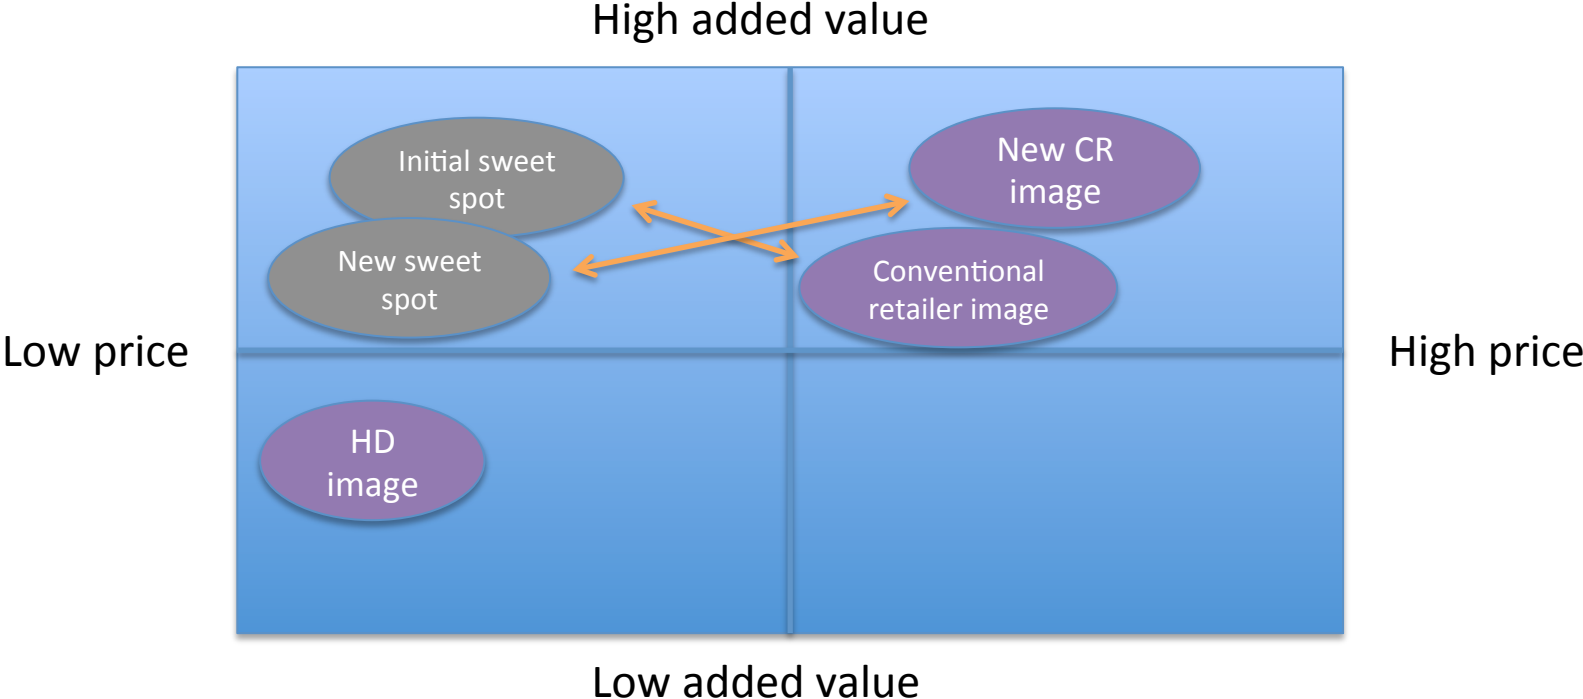 High added value
Initial sweet
spot
New CR
image
New sweet
spot
Conventional
retailer image
Low price
High price
HD
image
Low added value